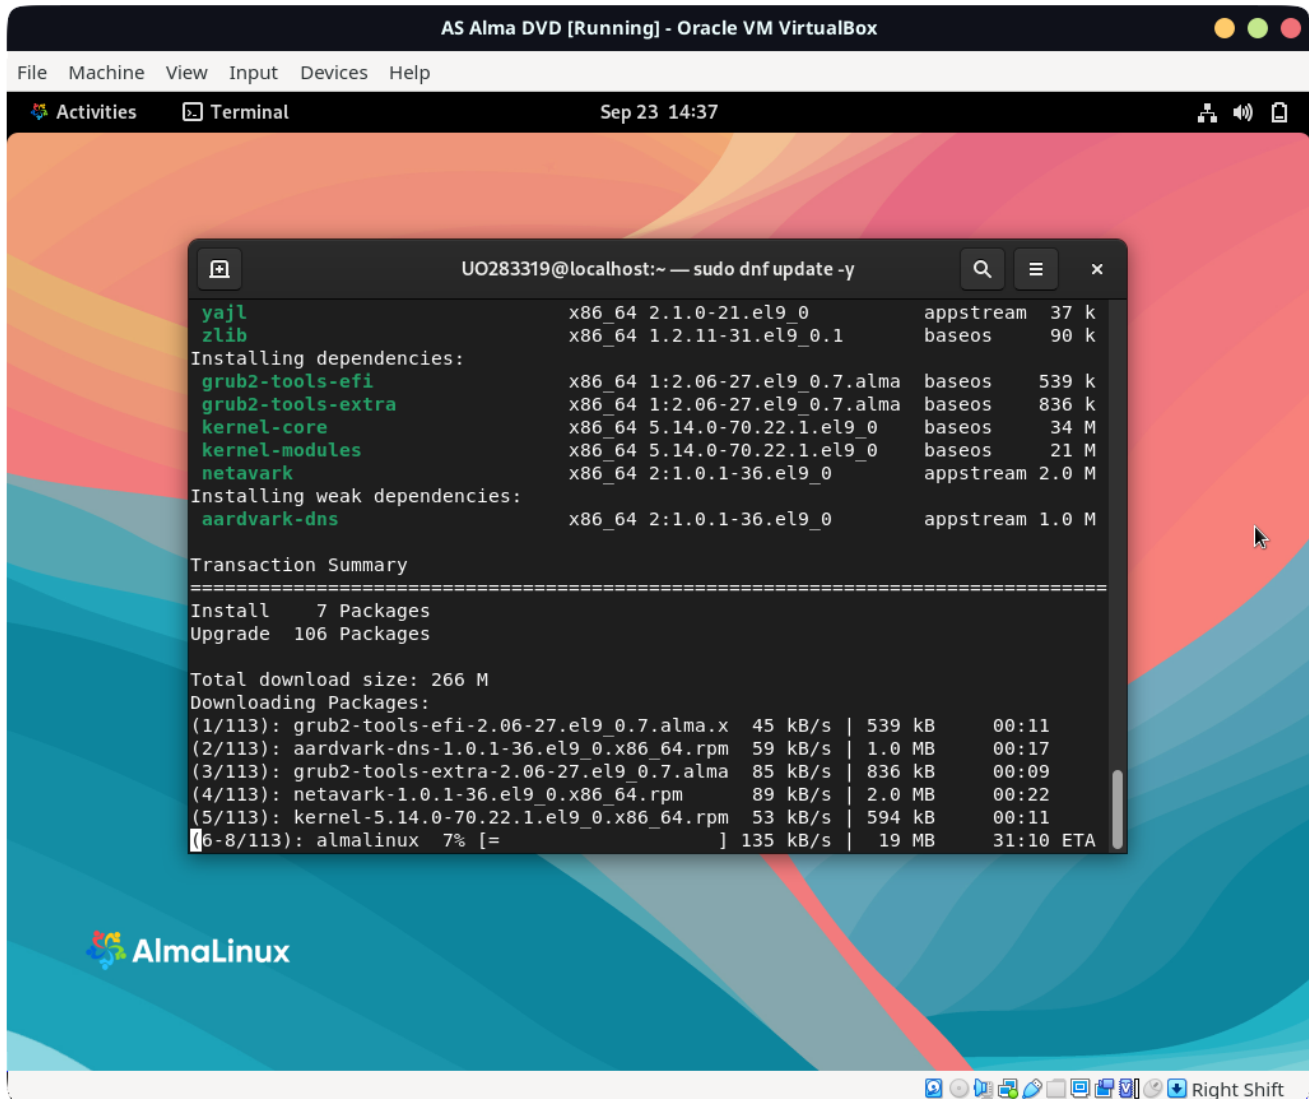 AS Alma DVD [Running] - Oracle VM VirtualBox
File Machine View Input Devices Help
Activities Terminal Sep 23 14:37
UO283319@localhost:~ — sudo dnf update -y
yajl x86_64 2.1.0-21.el9_0 appstream 37 k
zlib x86_64 1.2.11-31.el9_0.1 baseos 90 k
Installing dependencies:
grub2-tools-efi x86_64 1:2.06-27.el9_0.7.alma baseos 539 k
grub2-tools-extra x86_64 1:2.06-27.el9_0.7.alma baseos 836 k
kernel-core x86_64 5.14.0-70.22.1.el9_0 baseos 34 M
kernel-modules x86_64 5.14.0-70.22.1.el9_0 baseos 21 M
netavark x86_64 2:1.0.1-36.el9_0 appstream 2.0 M
Installing weak dependencies:
aardvark-dns x86_64 2:1.0.1-36.el9_0 appstream 1.0 M
Transaction Summary
================================================================================
Install 7 Packages
Upgrade 106 Packages
Total download size: 266 M
Downloading Packages:
(1/113): grub2-tools-efi-2.06-27.el9_0.7.alma.x 45 kB/s | 539 kB 00:11
(2/113): aardvark-dns-1.0.1-36.el9_0.x86_64.rpm 59 kB/s | 1.0 MB 00:17
(3/113): grub2-tools-extra-2.06-27.el9_0.7.alma 85 kB/s | 836 kB 00:09
(4/113): netavark-1.0.1-36.el9_0.x86_64.rpm 89 kB/s | 2.0 MB 00:22
(5/113): kernel-5.14.0-70.22.1.el9_0.x86_64.rpm 53 kB/s | 594 kB 00:11
(6-8/113): almalinux 7% [= ] 135 kB/s | 19 MB 31:10 ETA
AlmaLinux
Right Shift